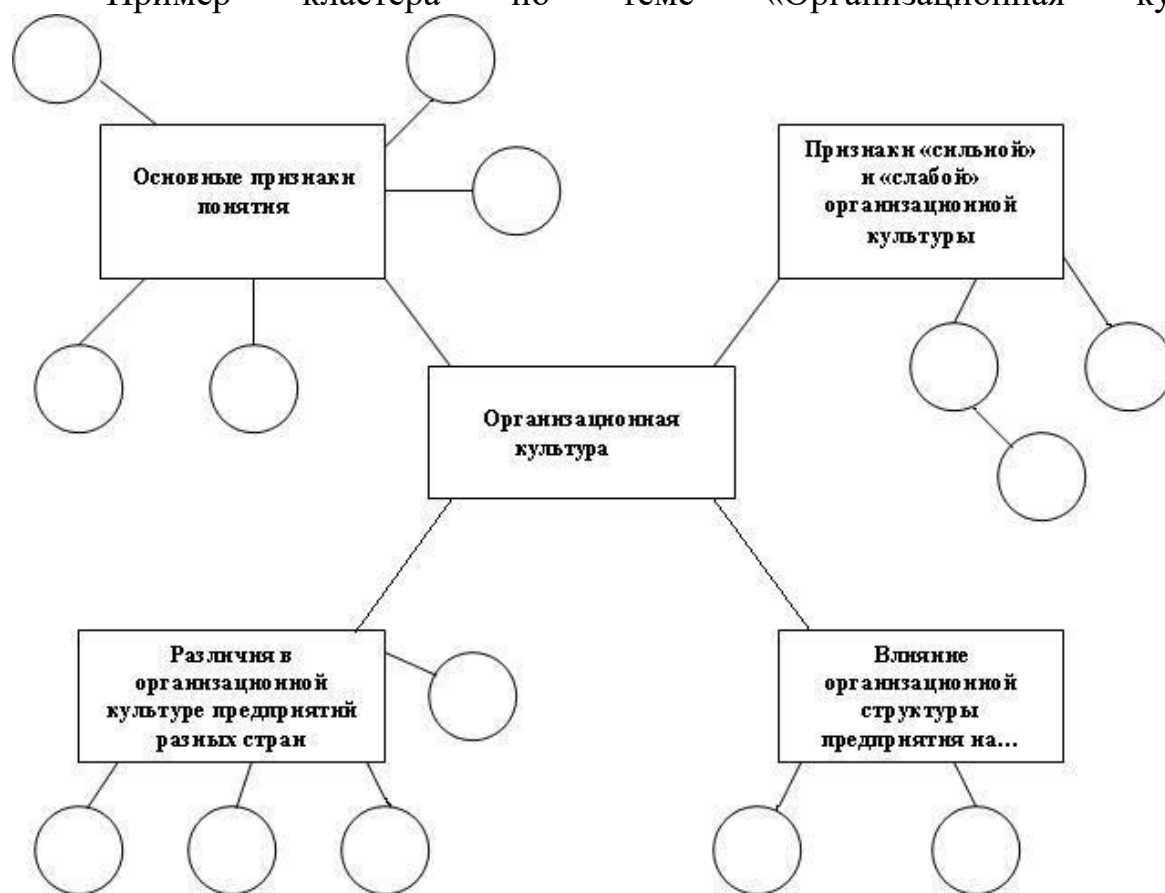 Пример кластера по теме «Организационная
Основные признаки
понятия
Признаки «сильной»
и «слабой»
организационной
культуры
Организационная
культура
Различия в
организационной
культуре предприятий
разных стран
Влияние
организационной
структуры
предприятия на...